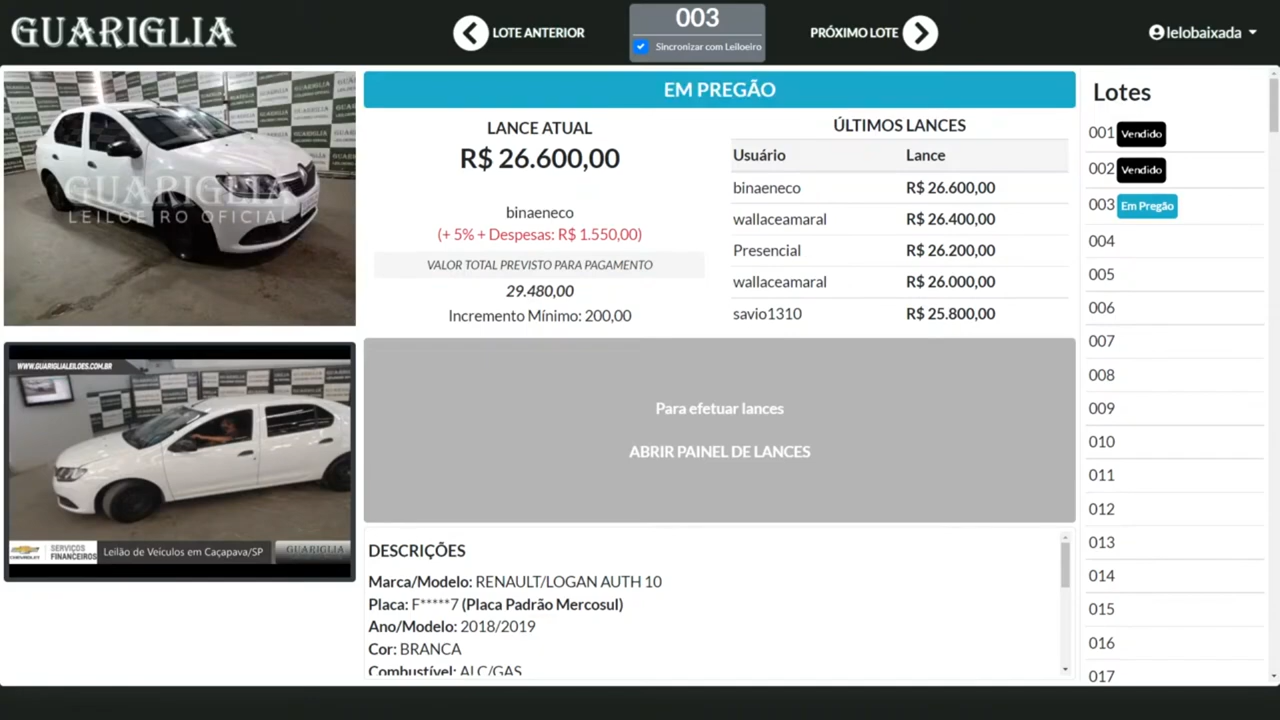 GUARIGLIA
LOTE ANTERIOR
003
Sincronizar com Leiloeiro
PRÓXIMO LOTE
lelobaixada
GUARIGLIA
LEILOEIRO OFICIAL
EM PREGÃO
LANCE ATUAL
R$ 26.600,00
binaeneco
(+ 5% + Despesas: R$ 1.550,00)
VALOR TOTAL PREVISTO PARA PAGAMENTO
29.480,00
Incremento Mínimo: 200,00
ÚLTIMOS LANCES
Usuário Lance
binaeneco R$ 26.600,00
wallaceamaral R$ 26.400,00
Presencial R$ 26.200,00
wallaceamaral R$ 26.000,00
savio1310 R$ 25.800,00
Lotes
001 Vendido
002 Vendido
003 Em Pregão
004
005
006
007
008
009
010
011
012
013
014
015
016
017
WWW.GUARIGLIALEILOES.COM.BR
CHEVROLET
SERVIÇOS
FINANCEIROS
Leilão de Veículos em Caçapava/SP
GUARIGLIA
Para efetuar lances
ABRIR PAINEL DE LANCES
DESCRIÇÕES
Marca/Modelo: RENAULT/LOGAN AUTH 10
Placa: F*****7 (Placa Padrão Mercosul)
Ano/Modelo: 2018/2019
Cor: BRANCA
Combustível: ALC/GAS